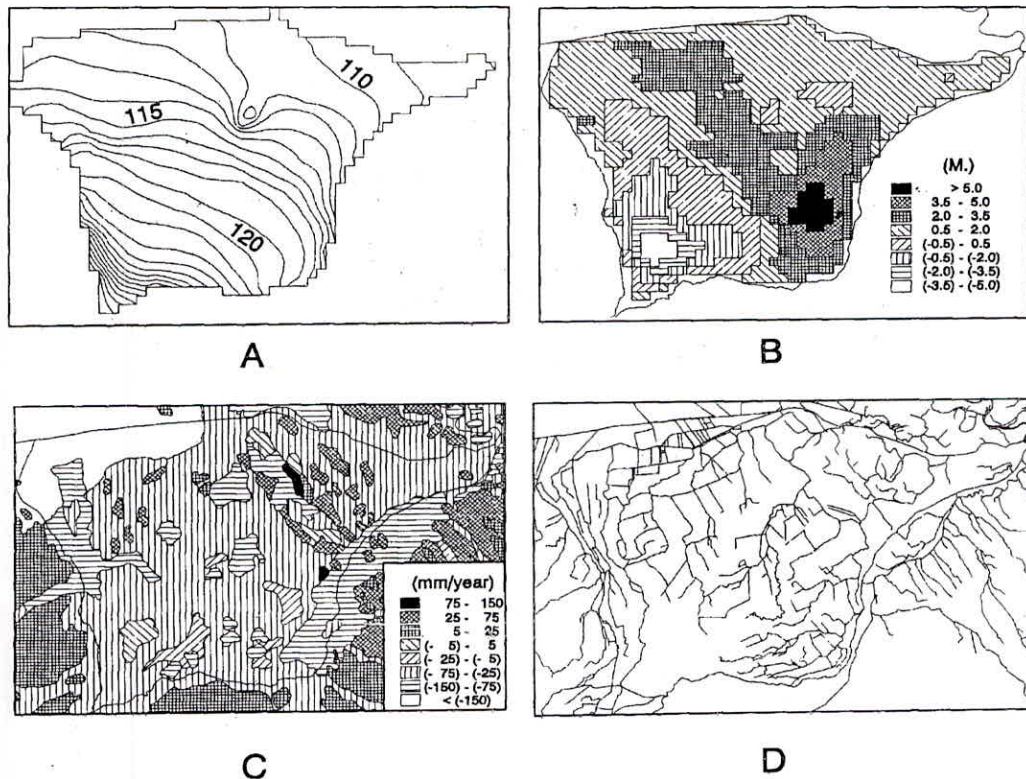 110
115
120
A
(M.)
> 5.0
3.5 - 5.0
2.0 - 3.5
0.5 - 2.0
(-0.5) - 0.5
(-0.5) - (-2.0)
(-2.0) - (-3.5)
(-3.5) - (-5.0)
B
(mm/year)
75 - 150
25 - 75
5 - 25
(- 5) - 5
(- 25) - (- 5)
(- 75) - (-25)
(-150) - (-75)
< (-150)
C
D